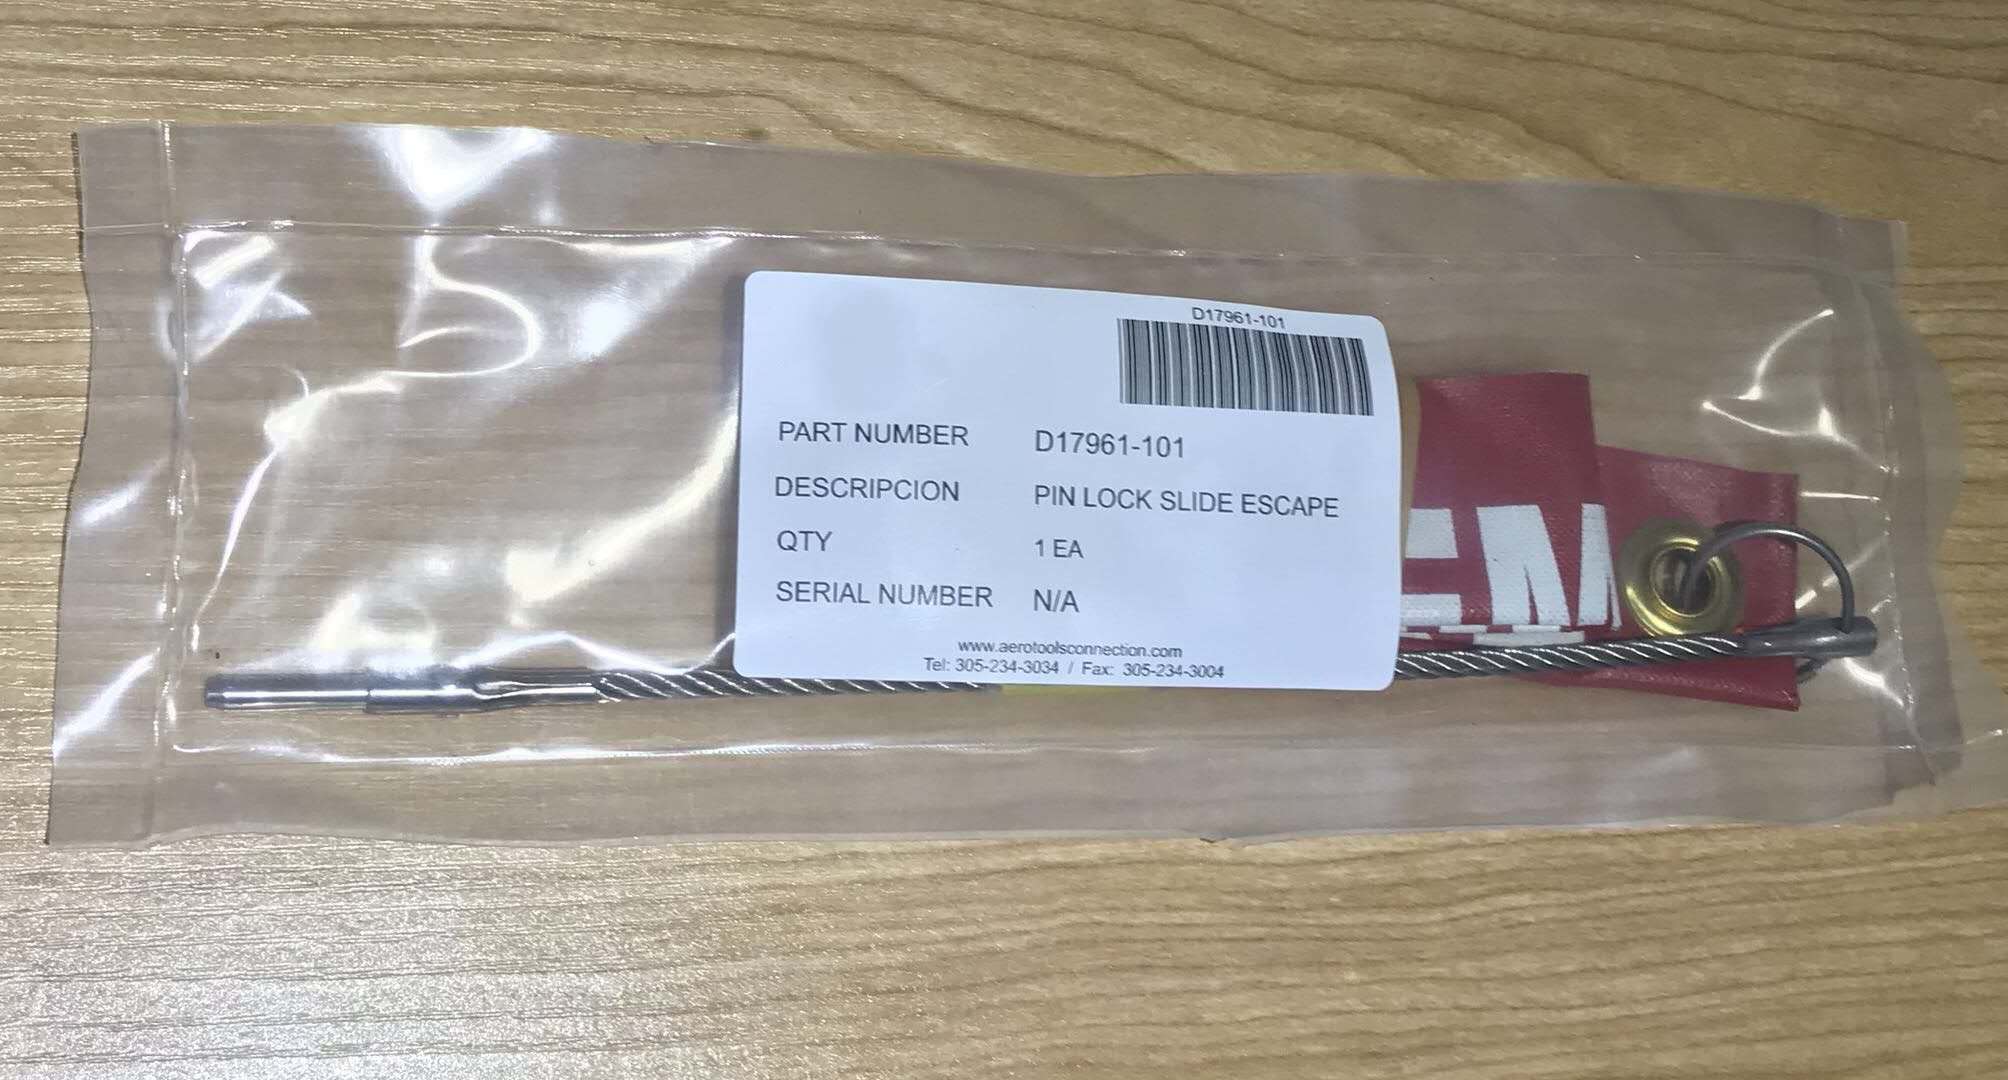 D17961-101
PART NUMBER D17961-101
DESCRIPCION PIN LOCK SLIDE ESCAPE
QTY 1 EA
SERIAL NUMBER N/A
www.aerotoolsconnection.com
Tel: 305-234-3034 / Fax: 305-234-3004